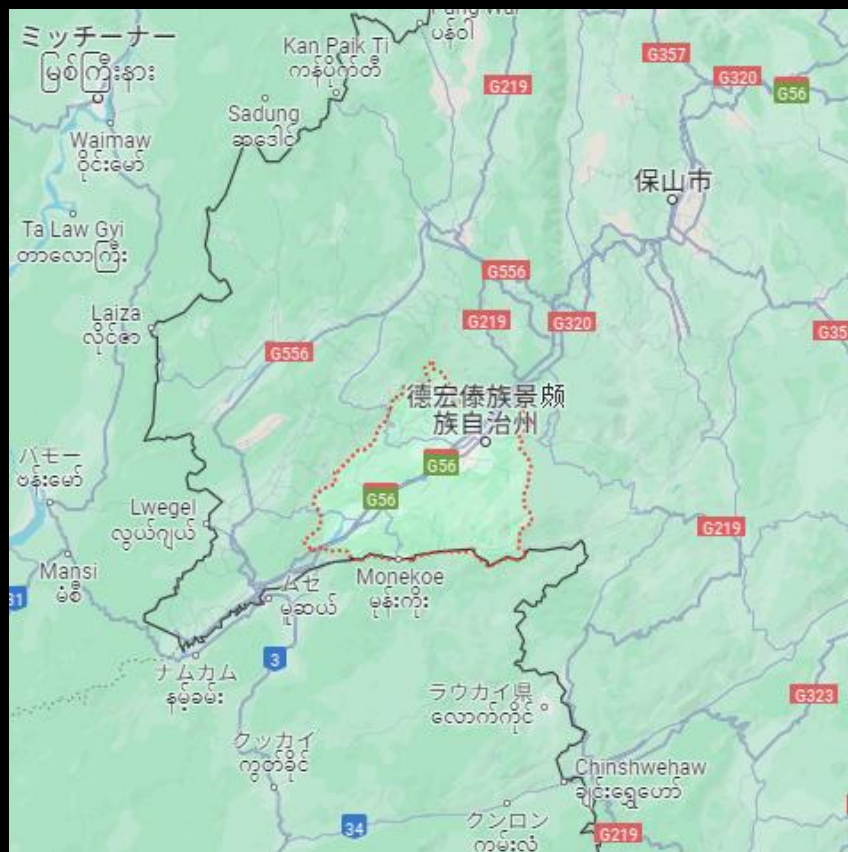 ミッチーナー
မြစ်ကြီးနား
Kan Paik Ti
ကန်ပိုက်တီ
ပန်ဝါ
G357
G320
G56
G219
Sadung
ဆဒေါင်း
Waimaw
ဝိုင်းမော်
保山市
Ta Law Gyi
တာလောကြီး
G556
Laiza
လိုင်ဇာ
G219
G320
G35
G556
德宏傣族景颇
族自治州
G56
G56
バモー
ဗန်းမော်
Lwegel
လွယ်ဂျယ်
G219
Mansi
မံစီ
31
ムセ
မူဆယ်
Monekoe
မုန်းကိုး
ナムカム
နမ့်ခမ်း
3
ラウカイ県
လောက်ကိုင်
G323
クッカイ
ကွတ်ခိုင်
Chinshwehaw
ချင်းရွှေဟော်
34
クンロン
ကွမ်းလုံ
G219